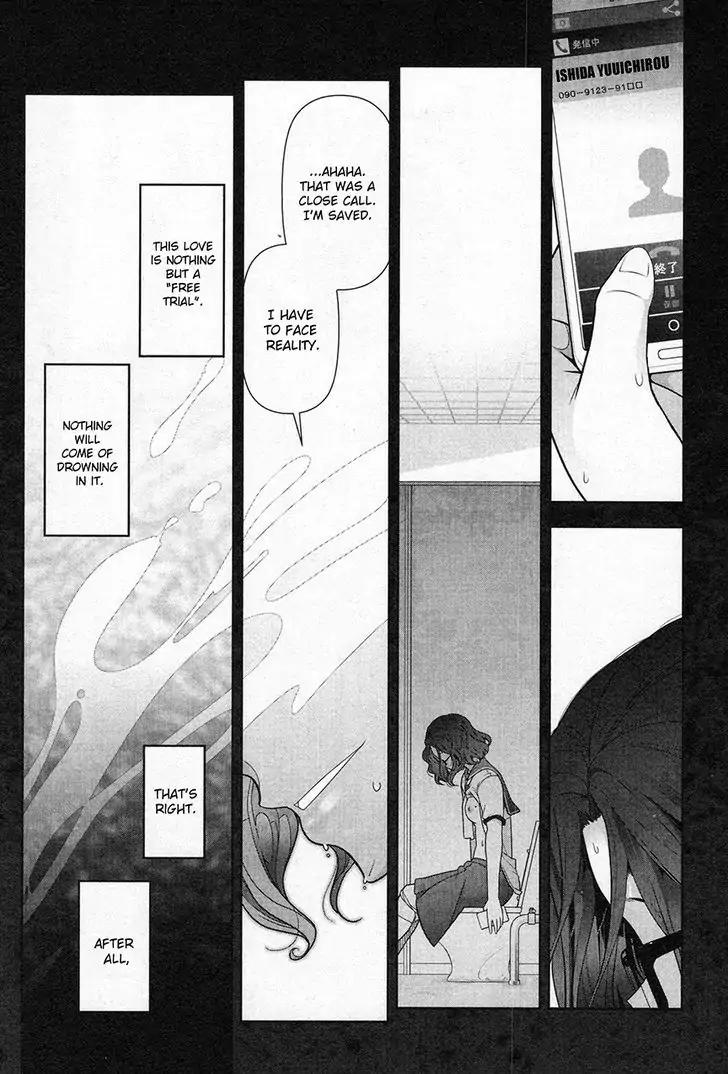 発信中
ISHIDA YUUICHIROU
090-9123-91□□
終了
...AHAHA.
THAT WAS A
CLOSE CALL.
I'M SAVED.
I HAVE
TO FACE
REALITY.
THIS LOVE
IS NOTHING
BUT A
"FREE
TRIAL".
NOTHING
WILL
COME OF
DROWNING
IN IT.
THAT'S
RIGHT.
AFTER
ALL,